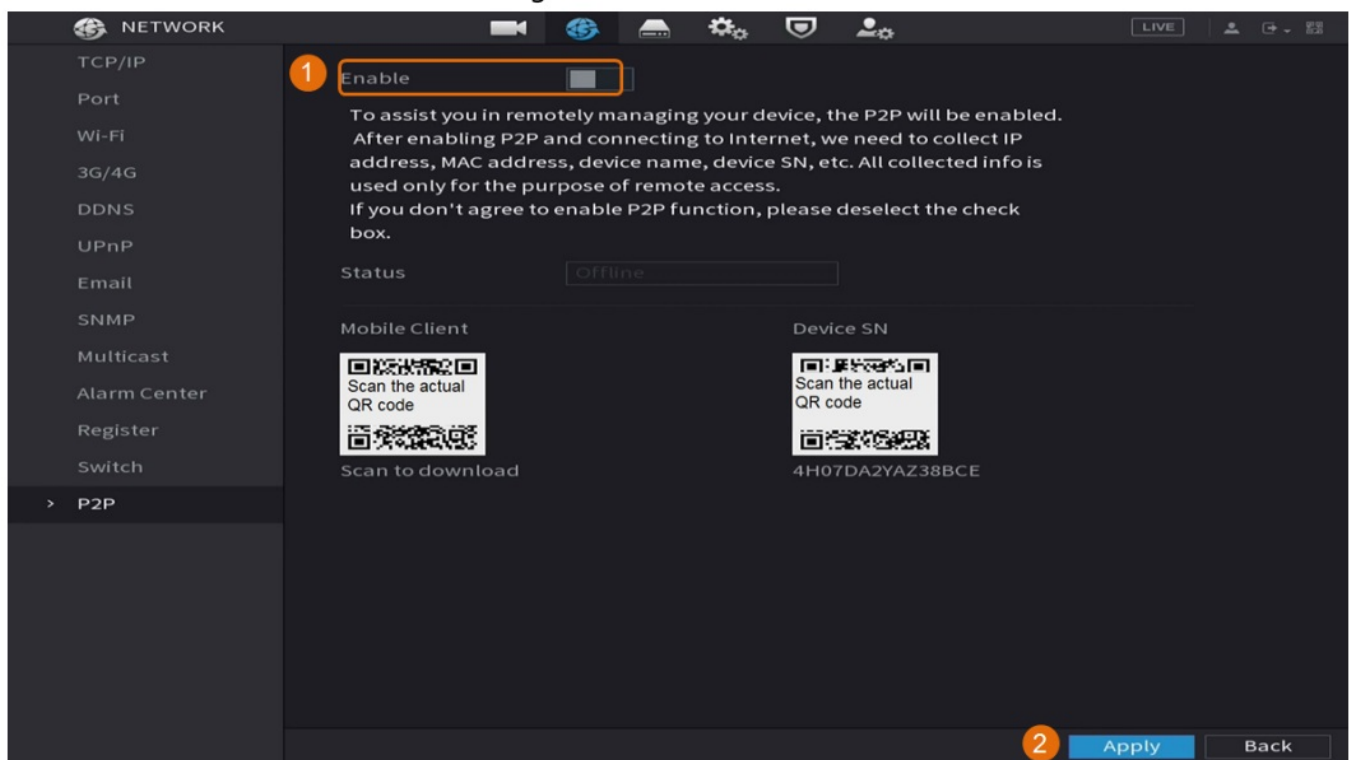 NETWORK
LIVE
TCP/IP
Port
Wi-Fi
3G/4G
DDNS
UPnP
Email
SNMP
Multicast
Alarm Center
Register
Switch
> P2P
1
Enable
To assist you in remotely managing your device, the P2P will be enabled.
After enabling P2P and connecting to Internet, we need to collect IP
address, MAC address, device name, device SN, etc. All collected info is
used only for the purpose of remote access.
If you don't agree to enable P2P function, please deselect the check
box.
Status Offline
Mobile Client
Scan the actual
QR code
Scan to download
Device SN
Scan the actual
QR code
4H07DA2YAZ38BCE
2
Apply
Back